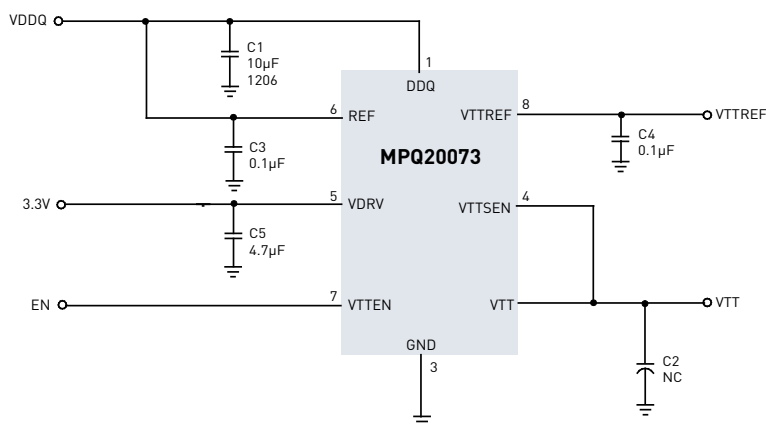 VDDQ
C1
10µF
1206
1
DDQ
6
REF
VTTREF
8
VTTREF
C3
0.1µF
MPQ20073
C4
0.1µF
3.3V
5
VDRV
VTTSEN
4
C5
4.7µF
EN
7
VTTEN
VTT
VTT
GND
3
C2
NC